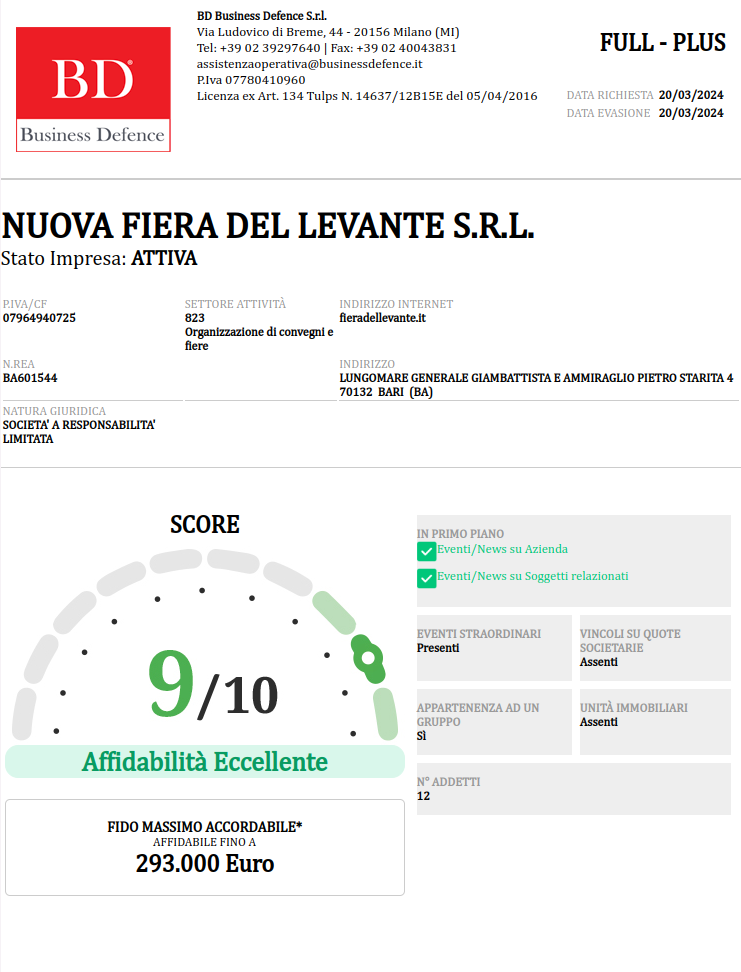 BD®
Business Defence
BD Business Defence S.r.l.
Via Ludovico di Breme, 44 - 20156 Milano (MI)
Tel: +39 02 39297640 | Fax: +39 02 40043831
assistenzaoperativa@businessdefence.it
P.Iva 07780410960
Licenza ex Art. 134 Tulps N. 14637/12B15E del 05/04/2016
FULL - PLUS
DATA RICHIESTA 20/03/2024
DATA EVASIONE 20/03/2024
NUOVA FIERA DEL LEVANTE S.R.L.
Stato Impresa: ATTIVA
P.IVA/CF
07964940725
SETTORE ATTIVITÀ
823
Organizzazione di convegni e
fiere
INDIRIZZO INTERNET
fieradellevante.it
N.REA
BA601544
INDIRIZZO
LUNGOMARE GENERALE GIAMBATTISTA E AMMIRAGLIO PIETRO STARITA 4
70132 BARI (BA)
NATURA GIURIDICA
SOCIETA' A RESPONSABILITA'
LIMITATA
SCORE
9/10
Affidabilità Eccellente
FIDO MASSIMO ACCORDABILE*
AFFIDABILE FINO A
293.000 Euro
IN PRIMO PIANO
Eventi/News su Azienda
Eventi/News su Soggetti relazionati
EVENTI STRAORDINARI
Presenti
VINCOLI SU QUOTE
SOCIETARIE
Assenti
APPARTENENZA AD UN
GRUPPO
Sì
UNITÀ IMMOBILIARI
Assenti
N° ADDETTI
12